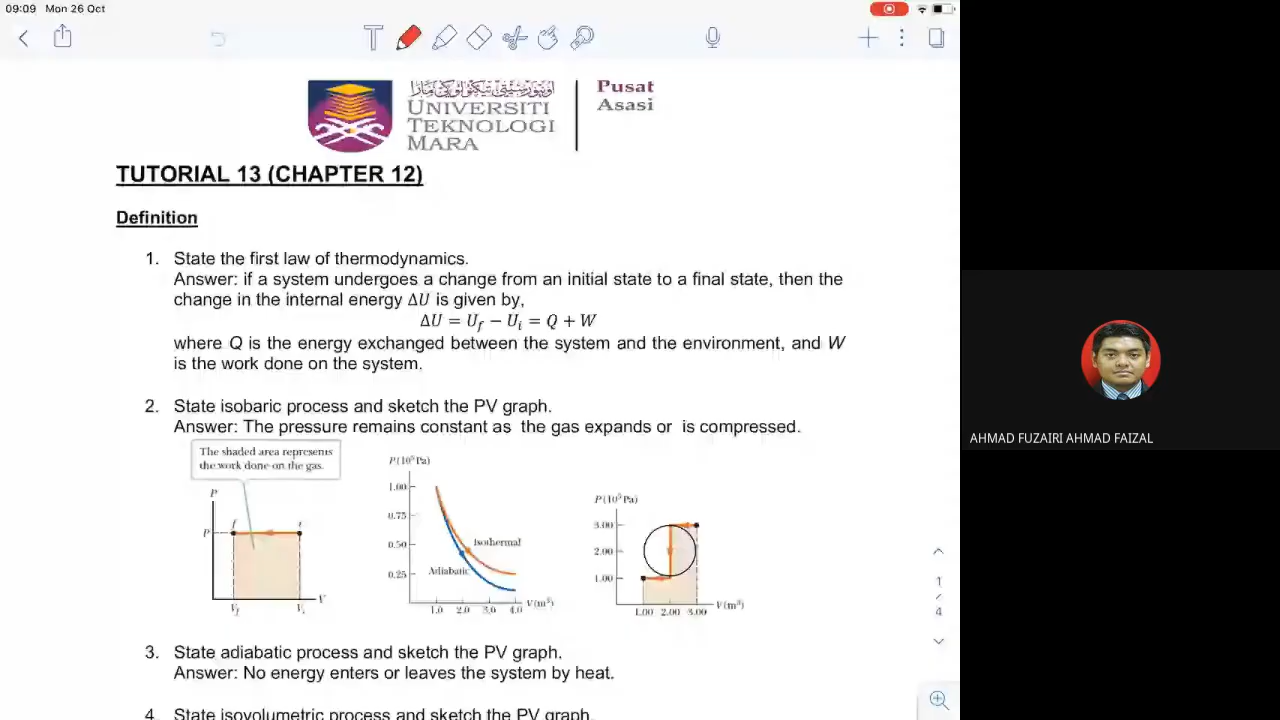 09:09 Mon 26 Oct
اونيۏرسيتي تيكنولوݢي مارا
UNIVERSITI
TEKNOLOGI
MARA
Pusat
Asasi
TUTORIAL 13 (CHAPTER 12)
Definition
1. State the first law of thermodynamics.
Answer: if a system undergoes a change from an initial state to a final state, then the
change in the internal energy ΔU is given by,
ΔU = U_f − U_i = Q + W
where Q is the energy exchanged between the system and the environment, and W
is the work done on the system.
2. State isobaric process and sketch the PV graph.
Answer: The pressure remains constant as the gas expands or is compressed.
The shaded area represents
the work done on the gas.
P
f i
P
V_f V_i V
P(10⁵ Pa)
1.00
0.75
0.50
0.25
Isothermal
Adiabatic
1.0 2.0 3.0 4.0 V(m³)
P(10⁵ Pa)
3.00
2.00
1.00
1.00 2.00 3.00 V(m³)
3. State adiabatic process and sketch the PV graph.
Answer: No energy enters or leaves the system by heat.
4. State isovolumetric process and sketch the PV graph.
1
/
4
AHMAD FUZAIRI AHMAD FAIZAL